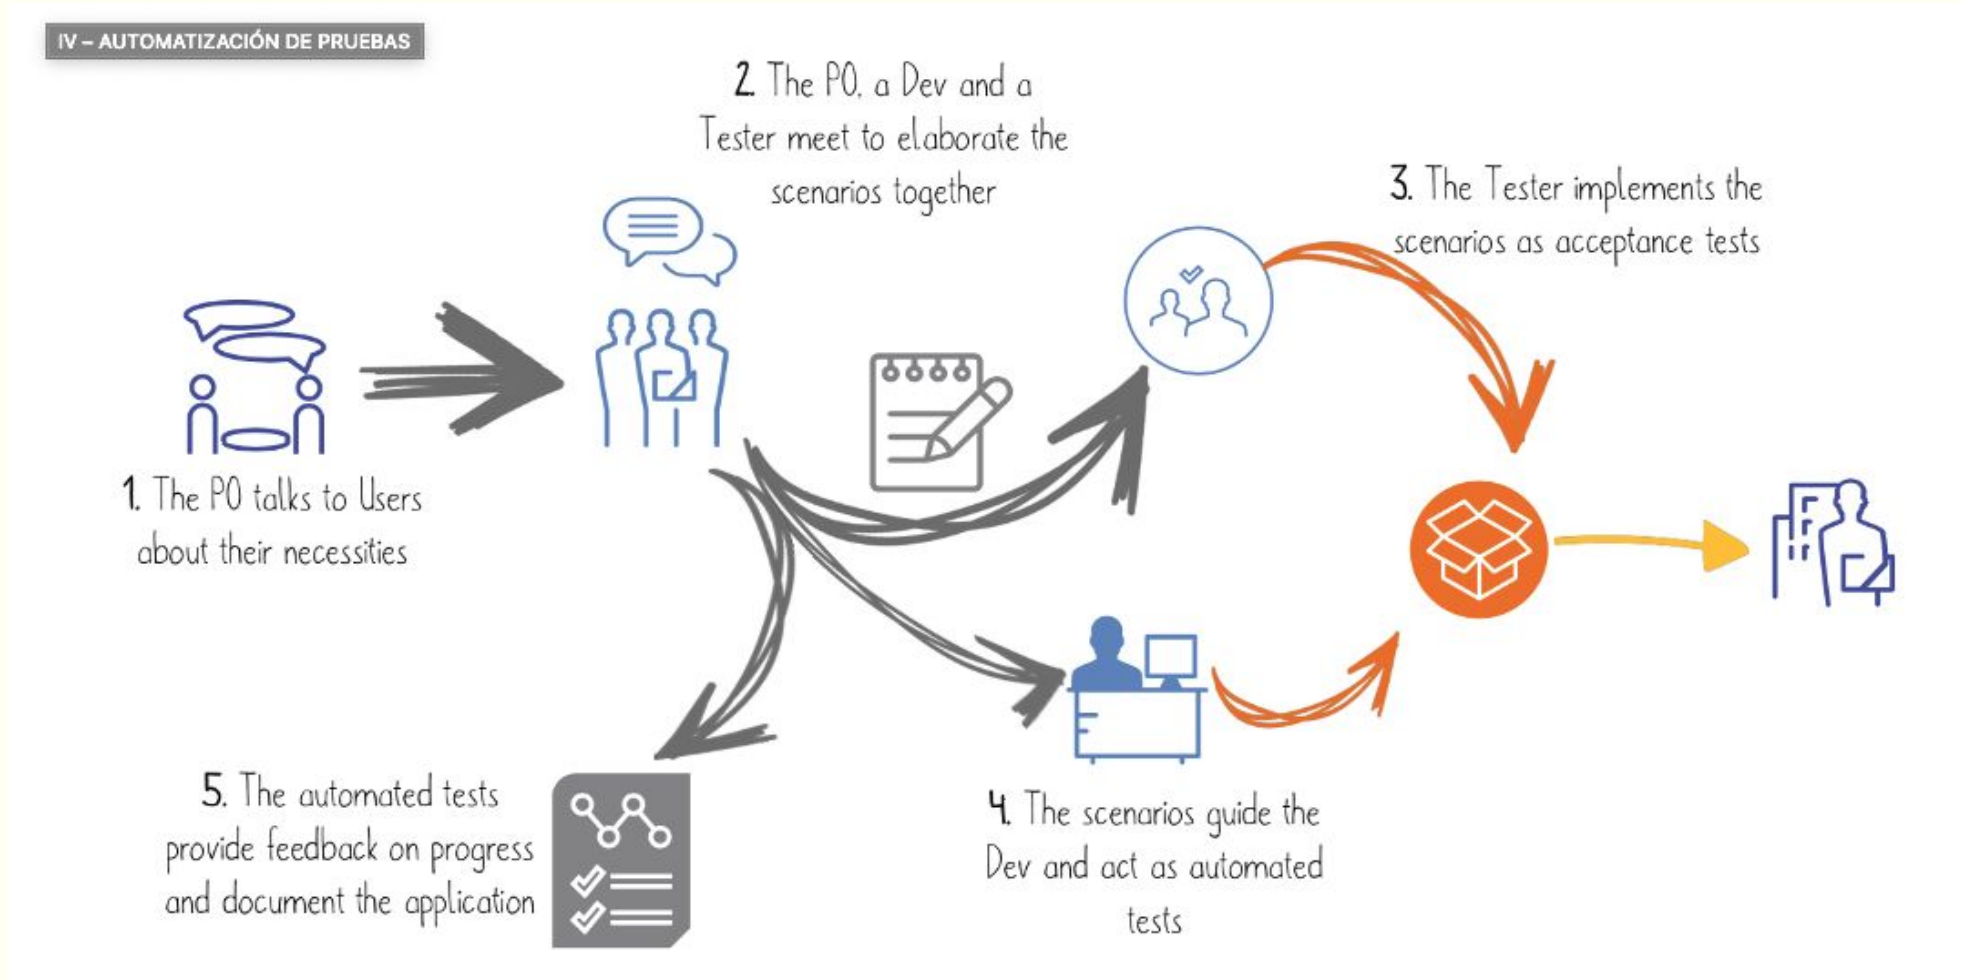 IV – AUTOMATIZACIÓN DE PRUEBAS
2. The PO, a Dev and a
Tester meet to elaborate the
scenarios together
3. The Tester implements the
scenarios as acceptance tests
1. The PO talks to Users
about their necessities
5. The automated tests
provide feedback on progress
and document the application
4. The scenarios guide the
Dev and act as automated
tests